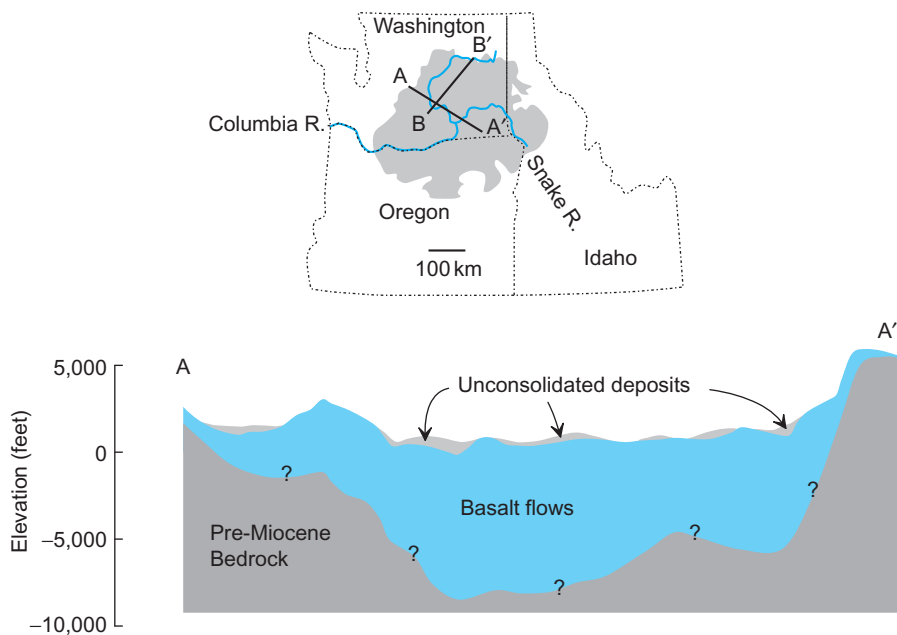 Washington
B′
A
Columbia R.
B
A′
Snake R.
Oregon
Idaho
100 km
A
A′
5,000
Unconsolidated deposits
0
?
Elevation (feet)
?
Basalt flows
Pre-Miocene
Bedrock
?
?
−5,000
?
−10,000